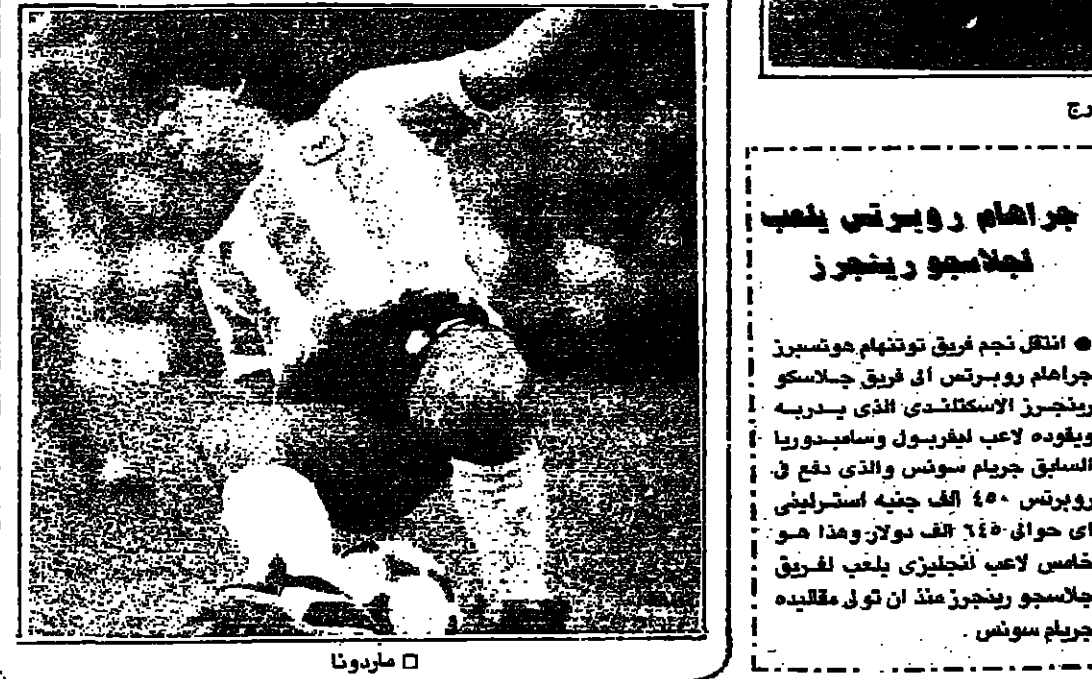 رج
جراهام روبرتس يلعب
لجلاسجو رينجرز
● انتقل نجم فريق توتنهام هوتسبرز
جراهام روبرتس الى فريق جلاسكو
رينجرز الاسكتلندى الذى يدربه
ويقوده لاعب ليفربول وسامبدوريا
السابق جريام سونس والذى دفع فى
روبرتس ٤٥٠ الف جنيه استرلينى
اى حوالى ٦٤٥ الف دولار وهذا هو
خامس لاعب انجليزى يلعب لفريق
جلاسجو رينجرز منذ ان تولى مقاليده
جريام سونس .
□ ماردونا